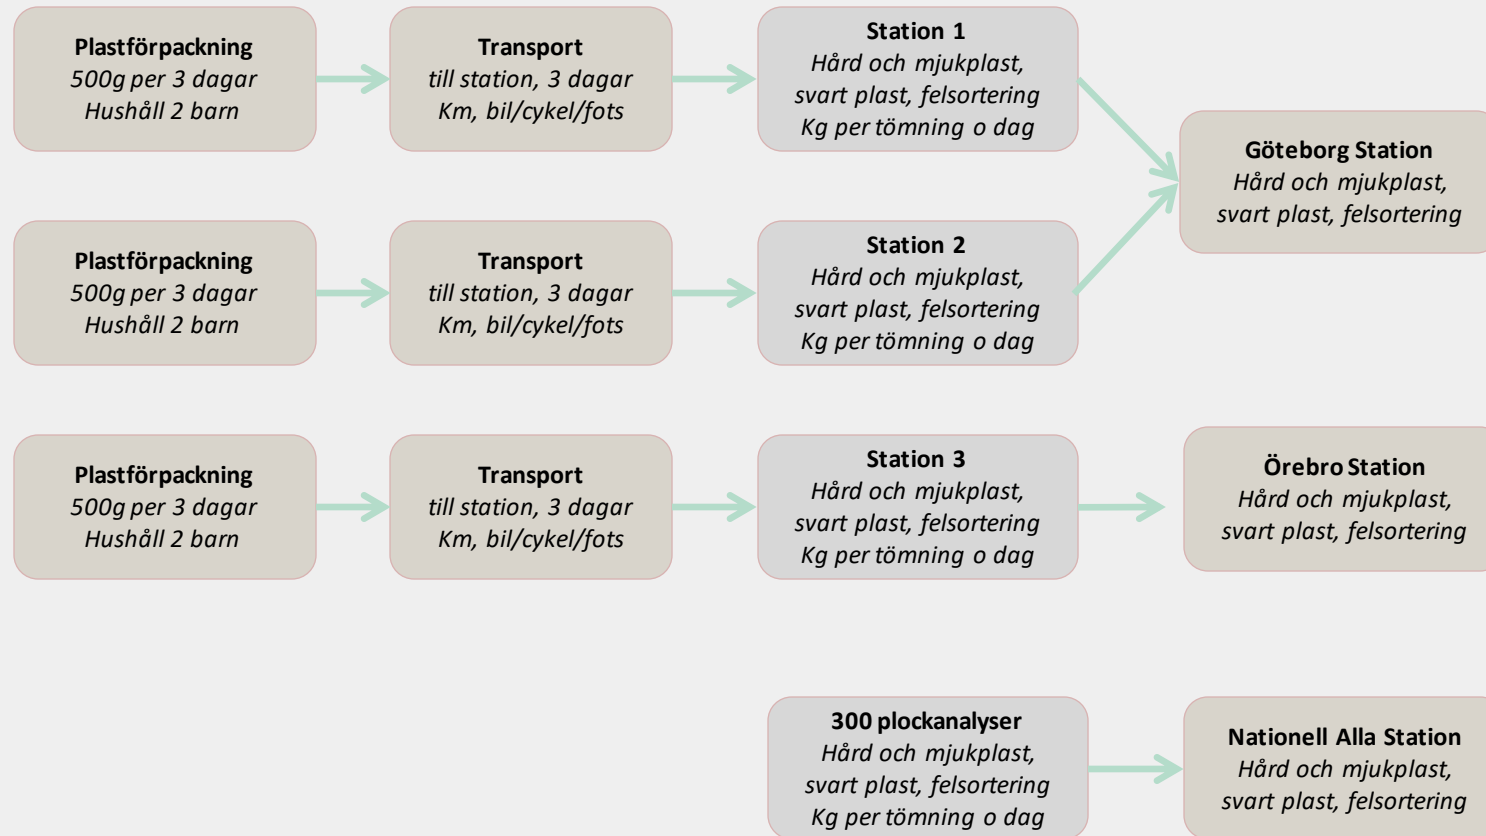 Plastförpackning
500g per 3 dagar
Hushåll 2 barn
Transport
till station, 3 dagar
Km, bil/cykel/fots
Station 1
Hård och mjukplast,
svart plast, felsortering
Kg per tömning o dag
Göteborg Station
Hård och mjukplast,
svart plast, felsortering
Plastförpackning
500g per 3 dagar
Hushåll 2 barn
Transport
till station, 3 dagar
Km, bil/cykel/fots
Station 2
Hård och mjukplast,
svart plast, felsortering
Kg per tömning o dag
Plastförpackning
500g per 3 dagar
Hushåll 2 barn
Transport
till station, 3 dagar
Km, bil/cykel/fots
Station 3
Hård och mjukplast,
svart plast, felsortering
Kg per tömning o dag
Örebro Station
Hård och mjukplast,
svart plast, felsortering
300 plockanalyser
Hård och mjukplast,
svart plast, felsortering
Kg per tömning o dag
Nationell Alla Station
Hård och mjukplast,
svart plast, felsortering